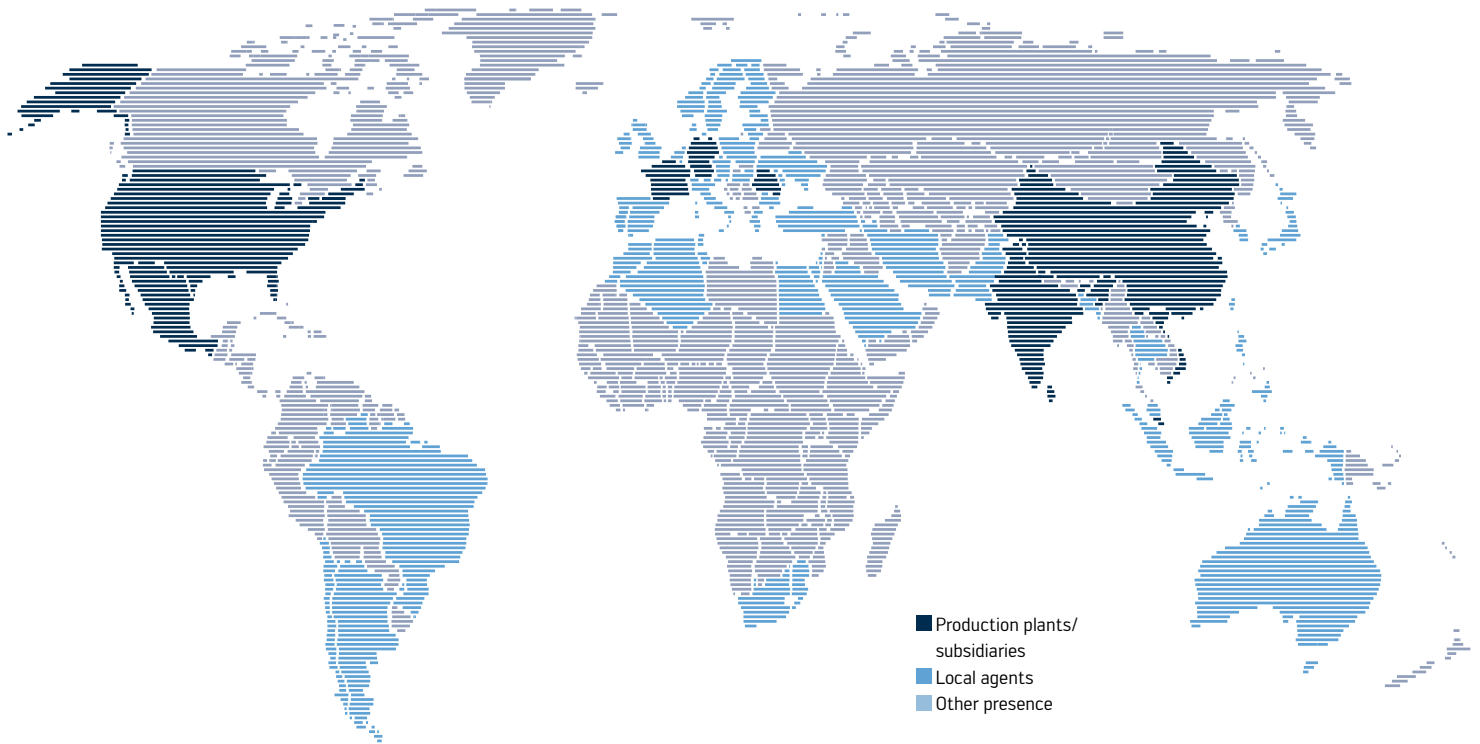 Production plants/
subsidiaries
Local agents
Other presence